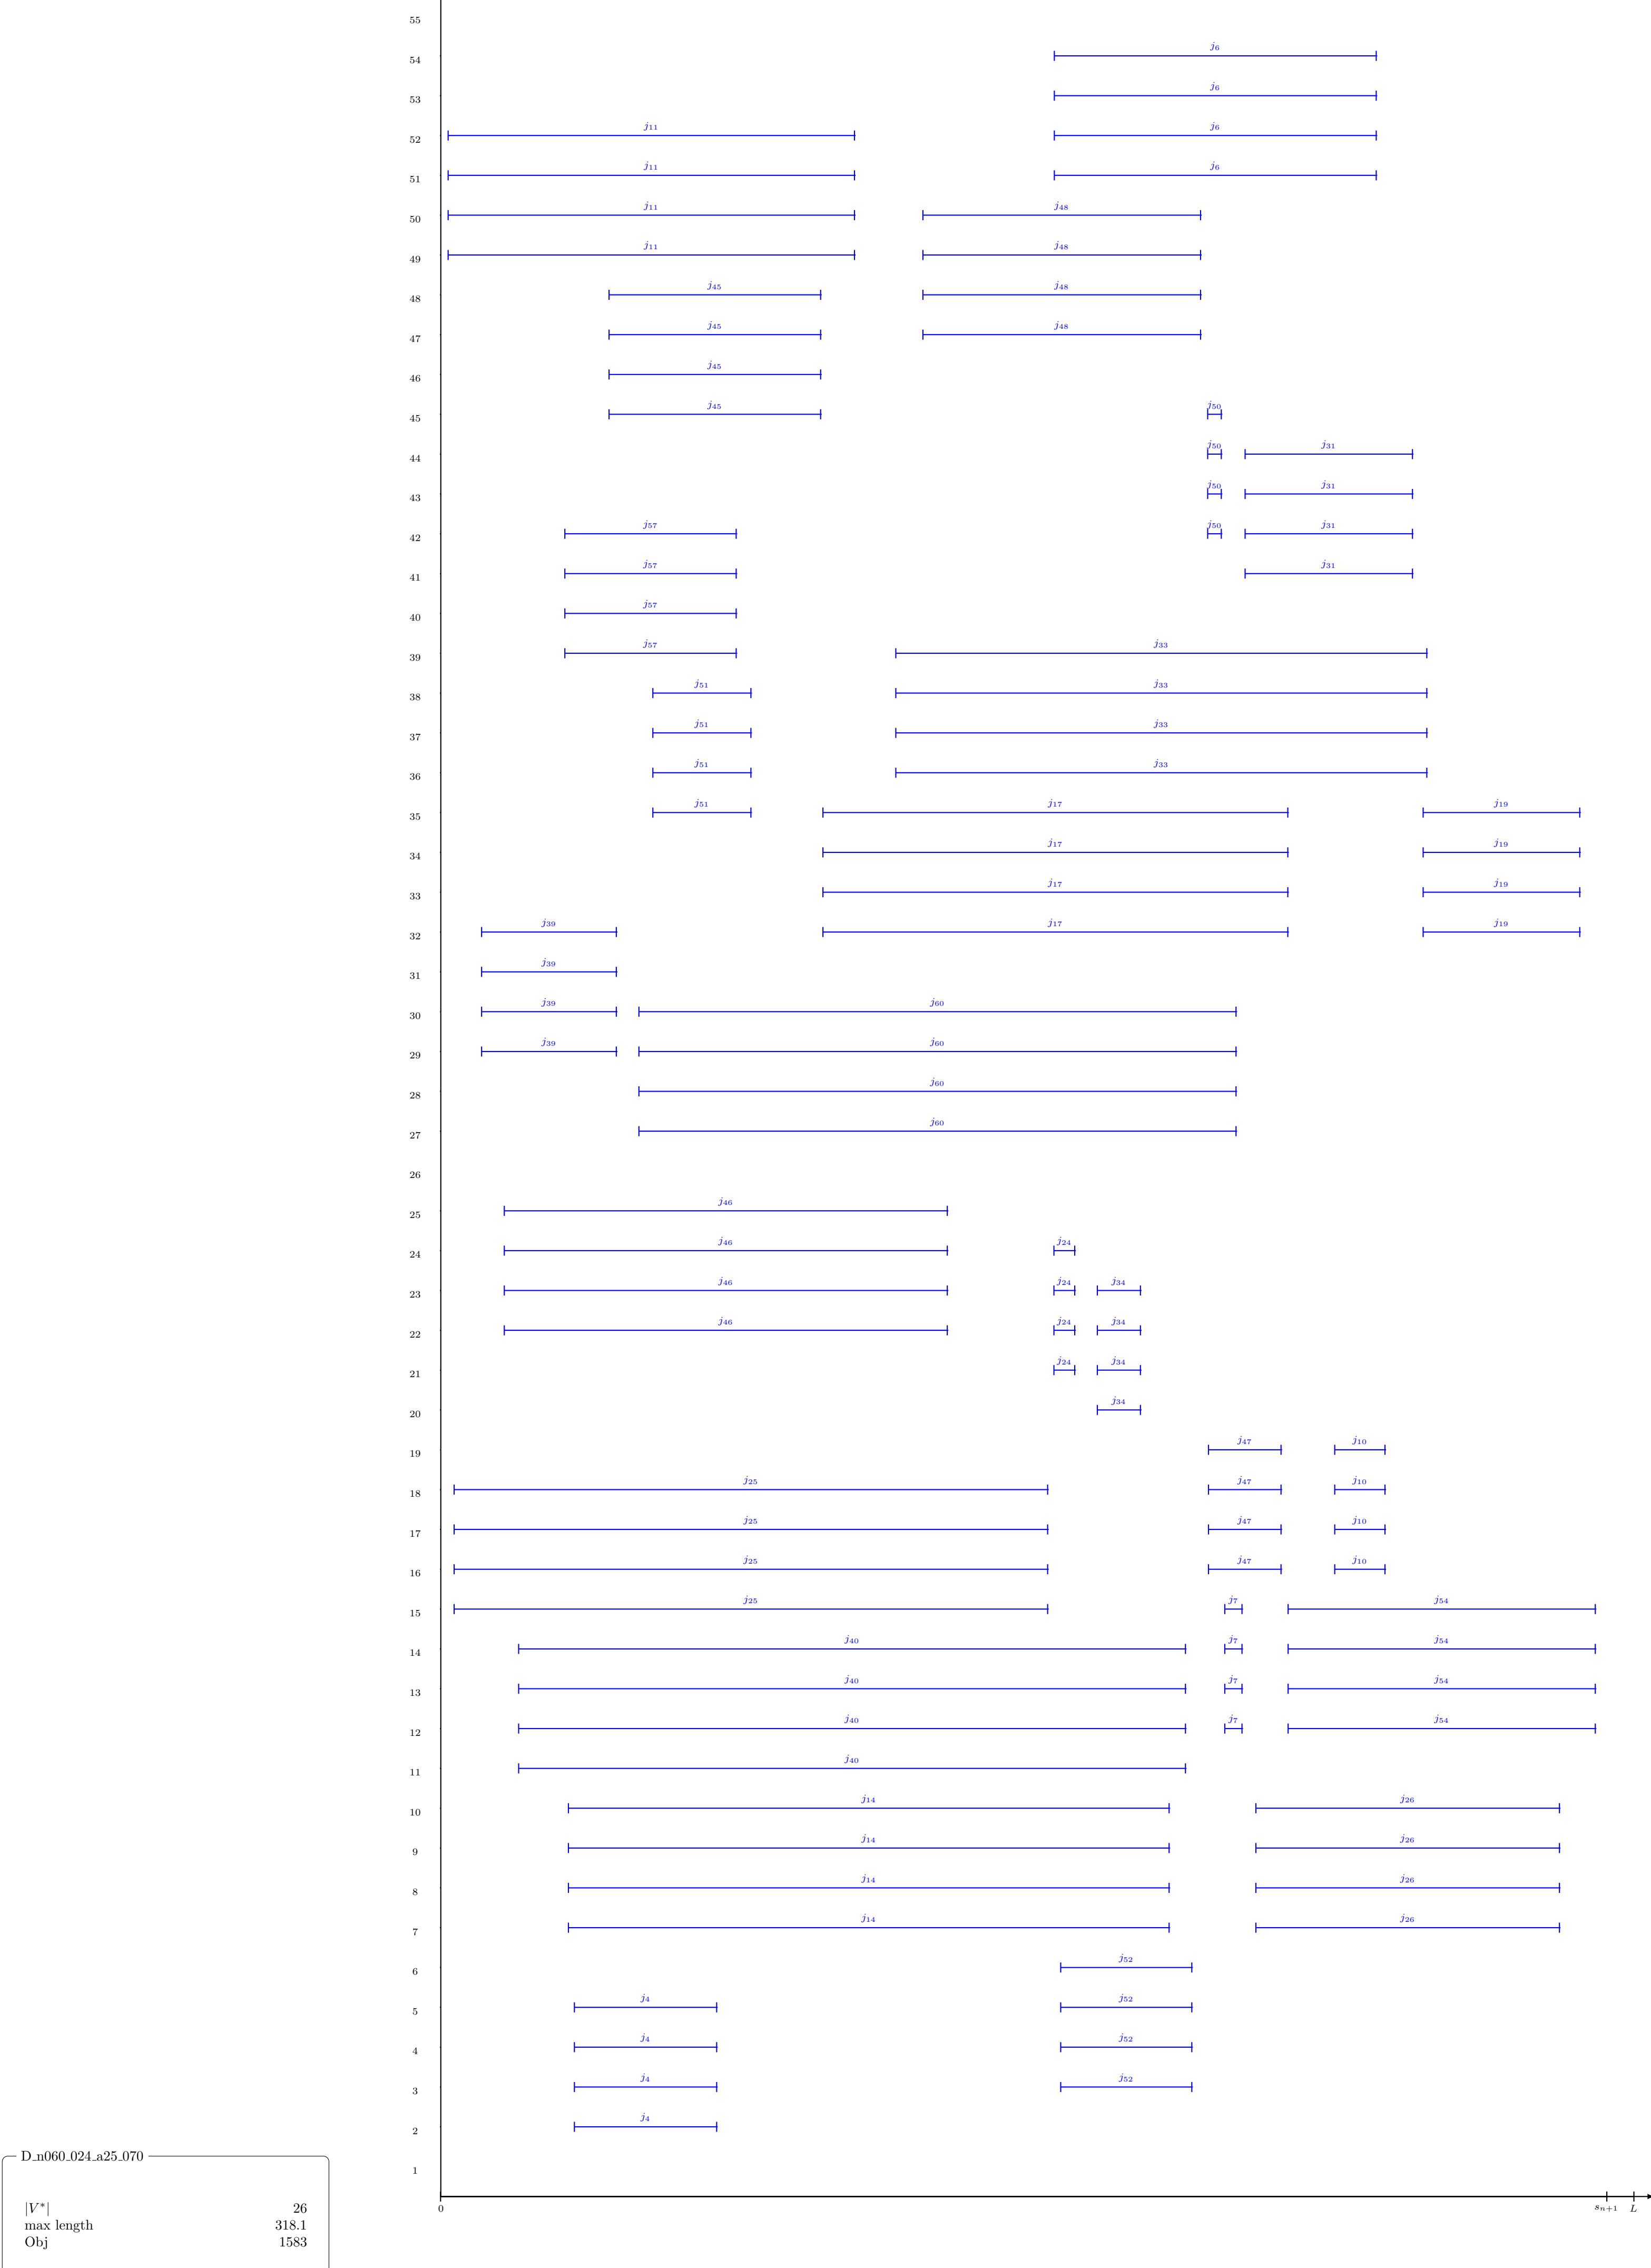 55
j6
54
j6
53
j11 j6
52
j11 j6
51
j11 j48
50
j11 j48
49
j45 j48
48
j45 j48
47
j45
46
j45 j50
45
j50 j31
44
j50 j31
43
j57 j50 j31
42
j57 j31
41
j57
40
j57 j33
39
j51 j33
38
j51 j33
37
j51 j33
36
j51 j17 j19
35
j17 j19
34
j17 j19
33
j39 j17 j19
32
j39
31
j39 j60
30
j39 j60
29
j60
28
j60
27
26
j46
25
j46 j24
24
j46 j24 j34
23
j46 j24 j34
22
j24 j34
21
j34
20
j47 j10
19
j25 j47 j10
18
j25 j47 j10
17
j25 j47 j10
16
j25 j7 j54
15
j40 j7 j54
14
j40 j7 j54
13
j40 j7 j54
12
j40
11
j14 j26
10
j14 j26
9
j14 j26
8
j14 j26
7
j52
6
j4 j52
5
j4 j52
4
j4 j52
3
j4
2
1
0 sn+1 L
D_n060_024_a25_070
|V*| 26
max length 318.1
Obj 1583